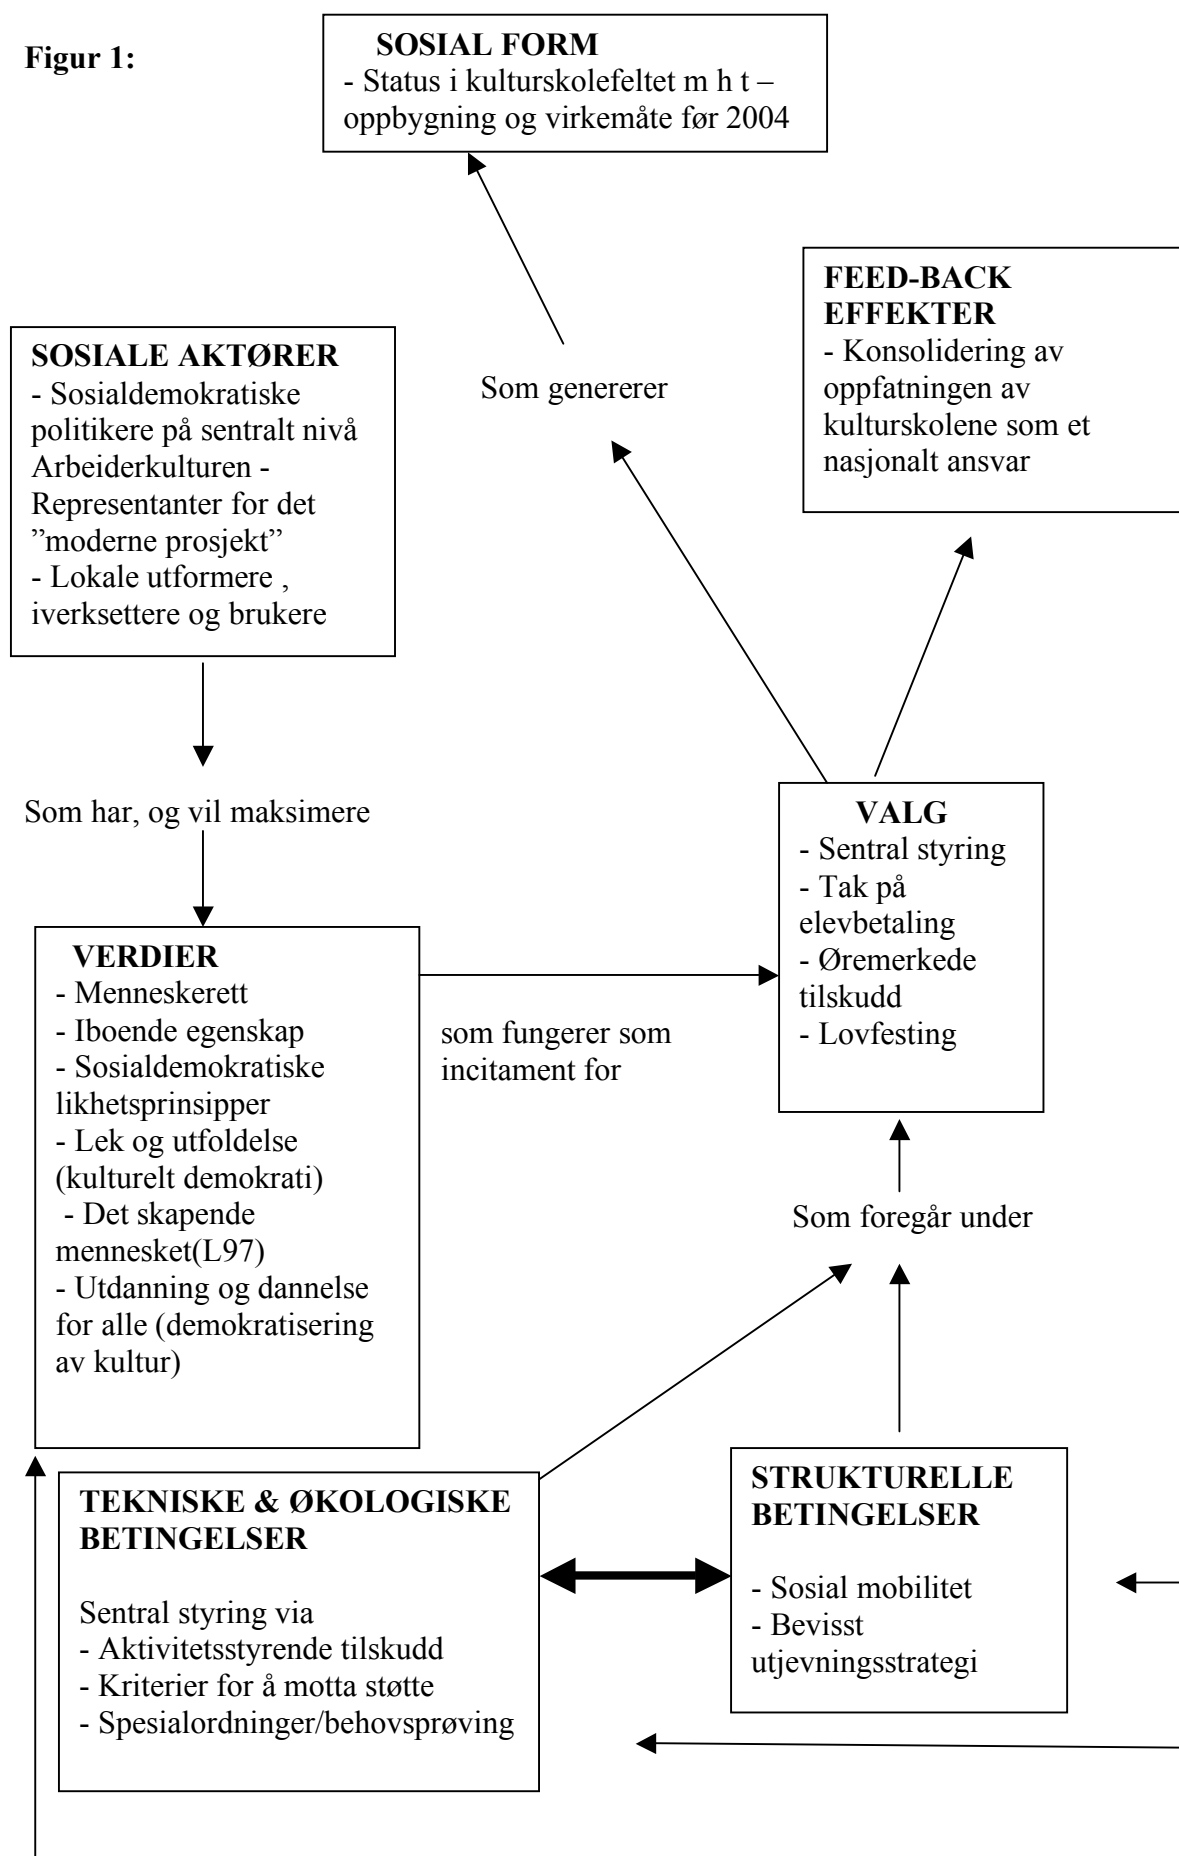 Figur 1:
SOSIAL FORM
- Status i kulturskolefeltet m h t –
oppbygning og virkemåte før 2004
FEED-BACK
EFFEKTER
- Konsolidering av
oppfatningen av
kulturskolene som et
nasjonalt ansvar
SOSIALE AKTØRER
- Sosialdemokratiske
politikere på sentralt nivå
Arbeiderkulturen -
Representanter for det
”moderne prosjekt”
- Lokale utformere ,
iverksettere og brukere
Som genererer
Som har, og vil maksimere
VALG
- Sentral styring
- Tak på
elevbetaling
- Øremerkede
tilskudd
- Lovfesting
VERDIER
- Menneskerett
- Iboende egenskap
- Sosialdemokratiske
likhetsprinsipper
- Lek og utfoldelse
(kulturelt demokrati)
- Det skapende
mennesket(L97)
- Utdanning og dannelse
for alle (demokratisering
av kultur)
som fungerer som
incitament for
Som foregår under
TEKNISKE & ØKOLOGISKE
BETINGELSER
Sentral styring via
- Aktivitetsstyrende tilskudd
- Kriterier for å motta støtte
- Spesialordninger/behovsprøving
STRUKTURELLE
BETINGELSER
- Sosial mobilitet
- Bevisst
utjevningsstrategi